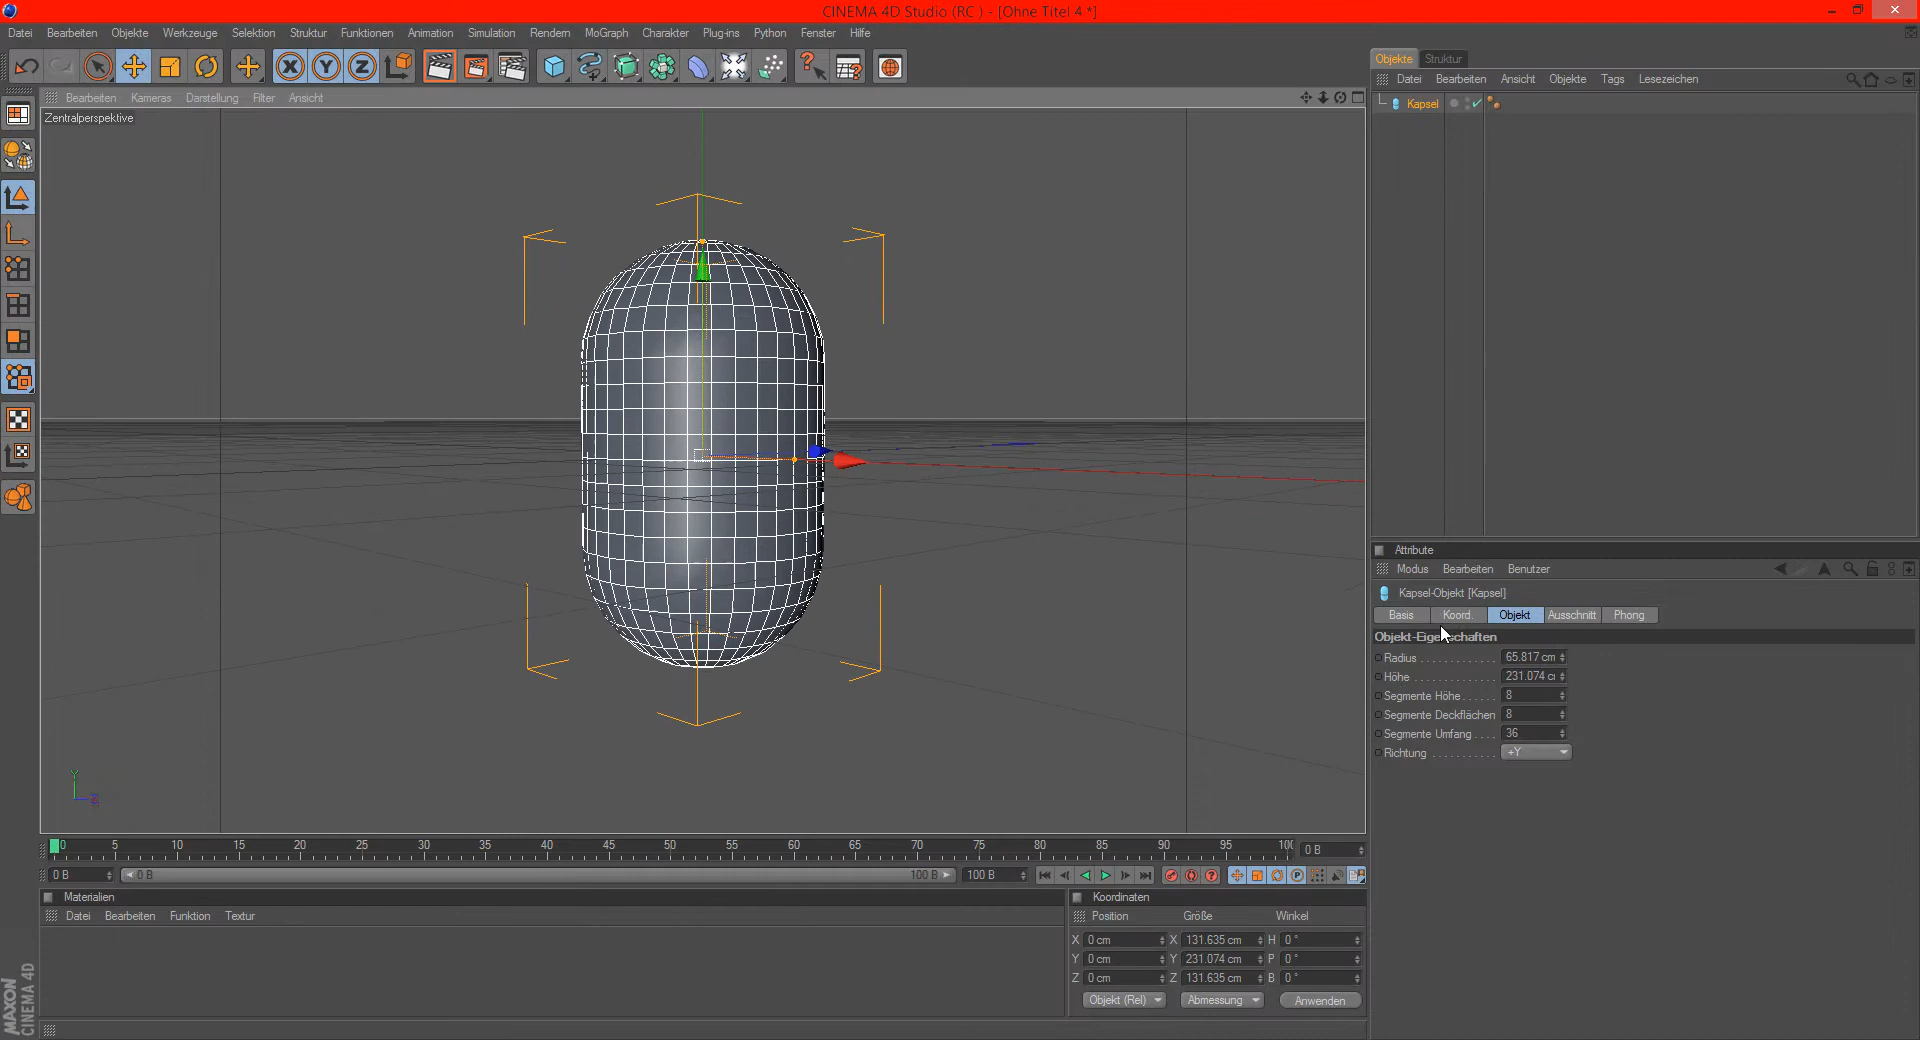 CINEMA 4D Studio (RC ) - [Ohne Titel 4 *]
Datei Bearbeiten Objekte Werkzeuge Selektion Struktur Funktionen Animation Simulation Rendern MoGraph Charakter Plug-ins Python Fenster Hilfe
Bearbeiten Kameras Darstellung Filter Ansicht
Zentralperspektive
Objekte Struktur
Datei Bearbeiten Ansicht Objekte Tags Lesezeichen
Kapsel
Attribute
Modus Bearbeiten Benutzer
Kapsel-Objekt [Kapsel]
Basis Koord. Objekt Ausschnitt Phong
Radius 65.817 cm
Höhe 231.074
Segmente Höhe 8
Segmente Deckflächen 8
Segmente Umfang 36
Richtung +Y
Y
0 5 10 15 20 25 30 35 40 45 50 55 60 65 70 75 80 85 90 95 0 B
0 B 0 B 100 B 100 B
Materialien
Datei Bearbeiten Funktion Textur
Koordinaten
Position Größe Winkel
X 0 cm X 131.635 cm H 0 °
Y 0 cm Y 231.074 cm P 0 °
Z 0 cm Z 131.635 cm B 0 °
Objekt (Rel) Abmessung Anwenden
MAXON
CINEMA 4D